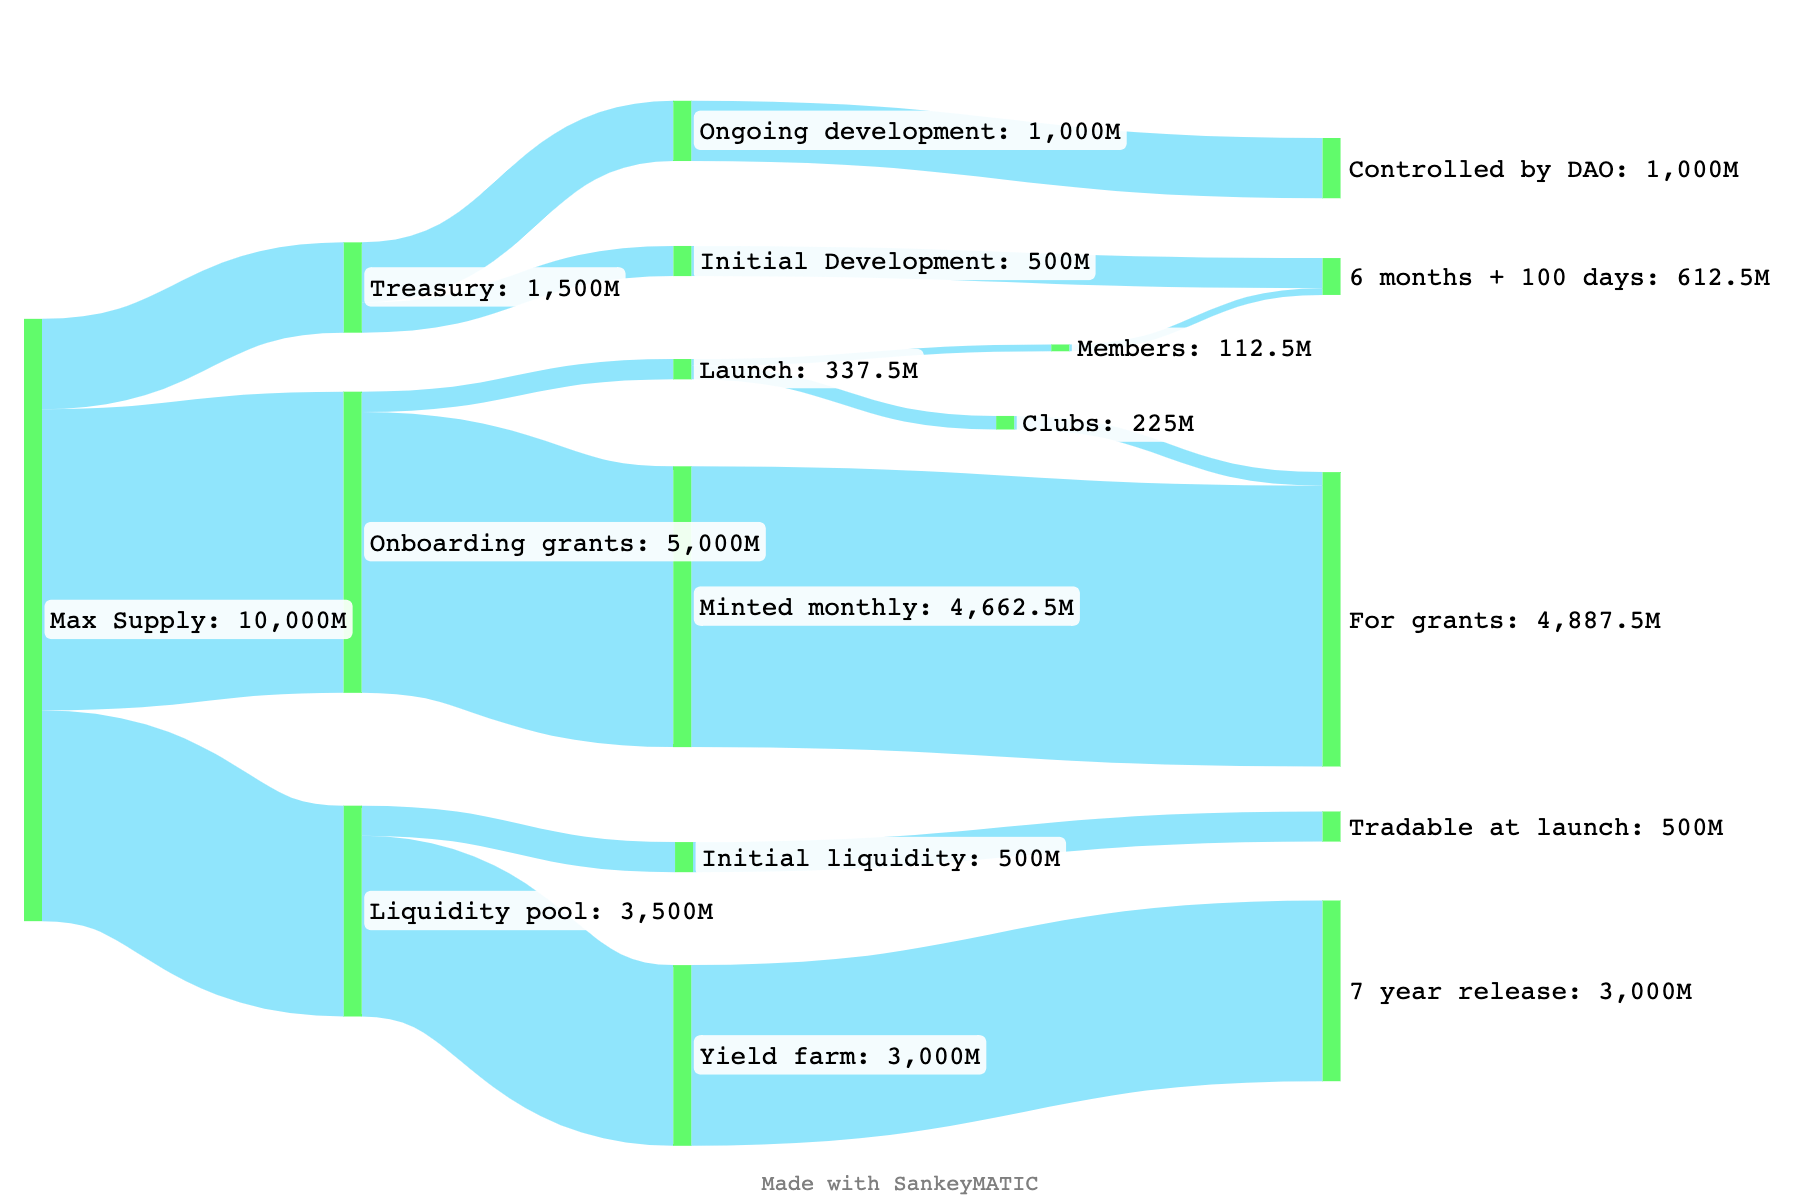 Ongoing development: 1,000M
Controlled by DAO: 1,000M
Initial Development: 500M
6 months + 100 days: 612.5M
Treasury: 1,500M
Members: 112.5M
Launch: 337.5M
Clubs: 225M
Onboarding grants: 5,000M
Minted monthly: 4,662.5M
Max Supply: 10,000M
For grants: 4,887.5M
Tradable at launch: 500M
Initial liquidity: 500M
Liquidity pool: 3,500M
7 year release: 3,000M
Yield farm: 3,000M
Made with SankeyMATIC